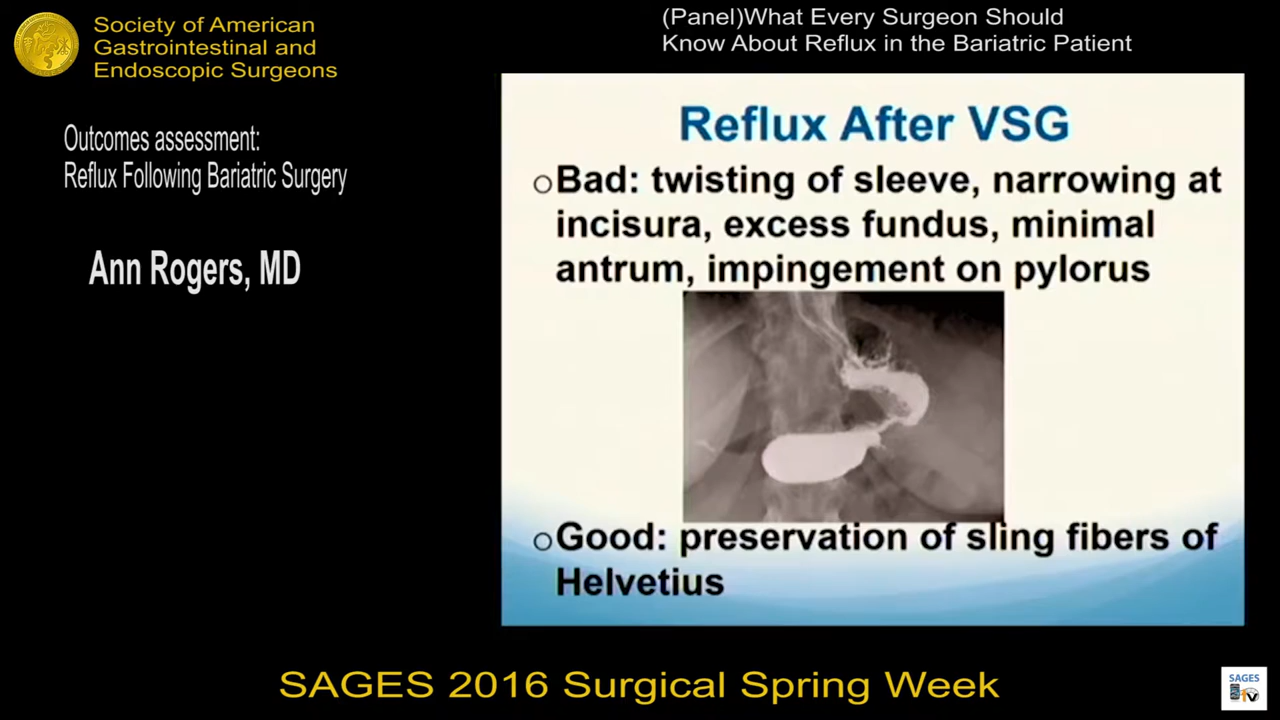 Society of American
Gastrointestinal and
Endoscopic Surgeons
(Panel)What Every Surgeon Should
Know About Reflux in the Bariatric Patient
Outcomes assessment:
Reflux Following Bariatric Surgery
Ann Rogers, MD
Reflux After VSG
Bad: twisting of sleeve, narrowing at
incisura, excess fundus, minimal
antrum, impingement on pylorus
Good: preservation of sling fibers of
Helvetius
SAGES 2016 Surgical Spring Week
SAGES
tv